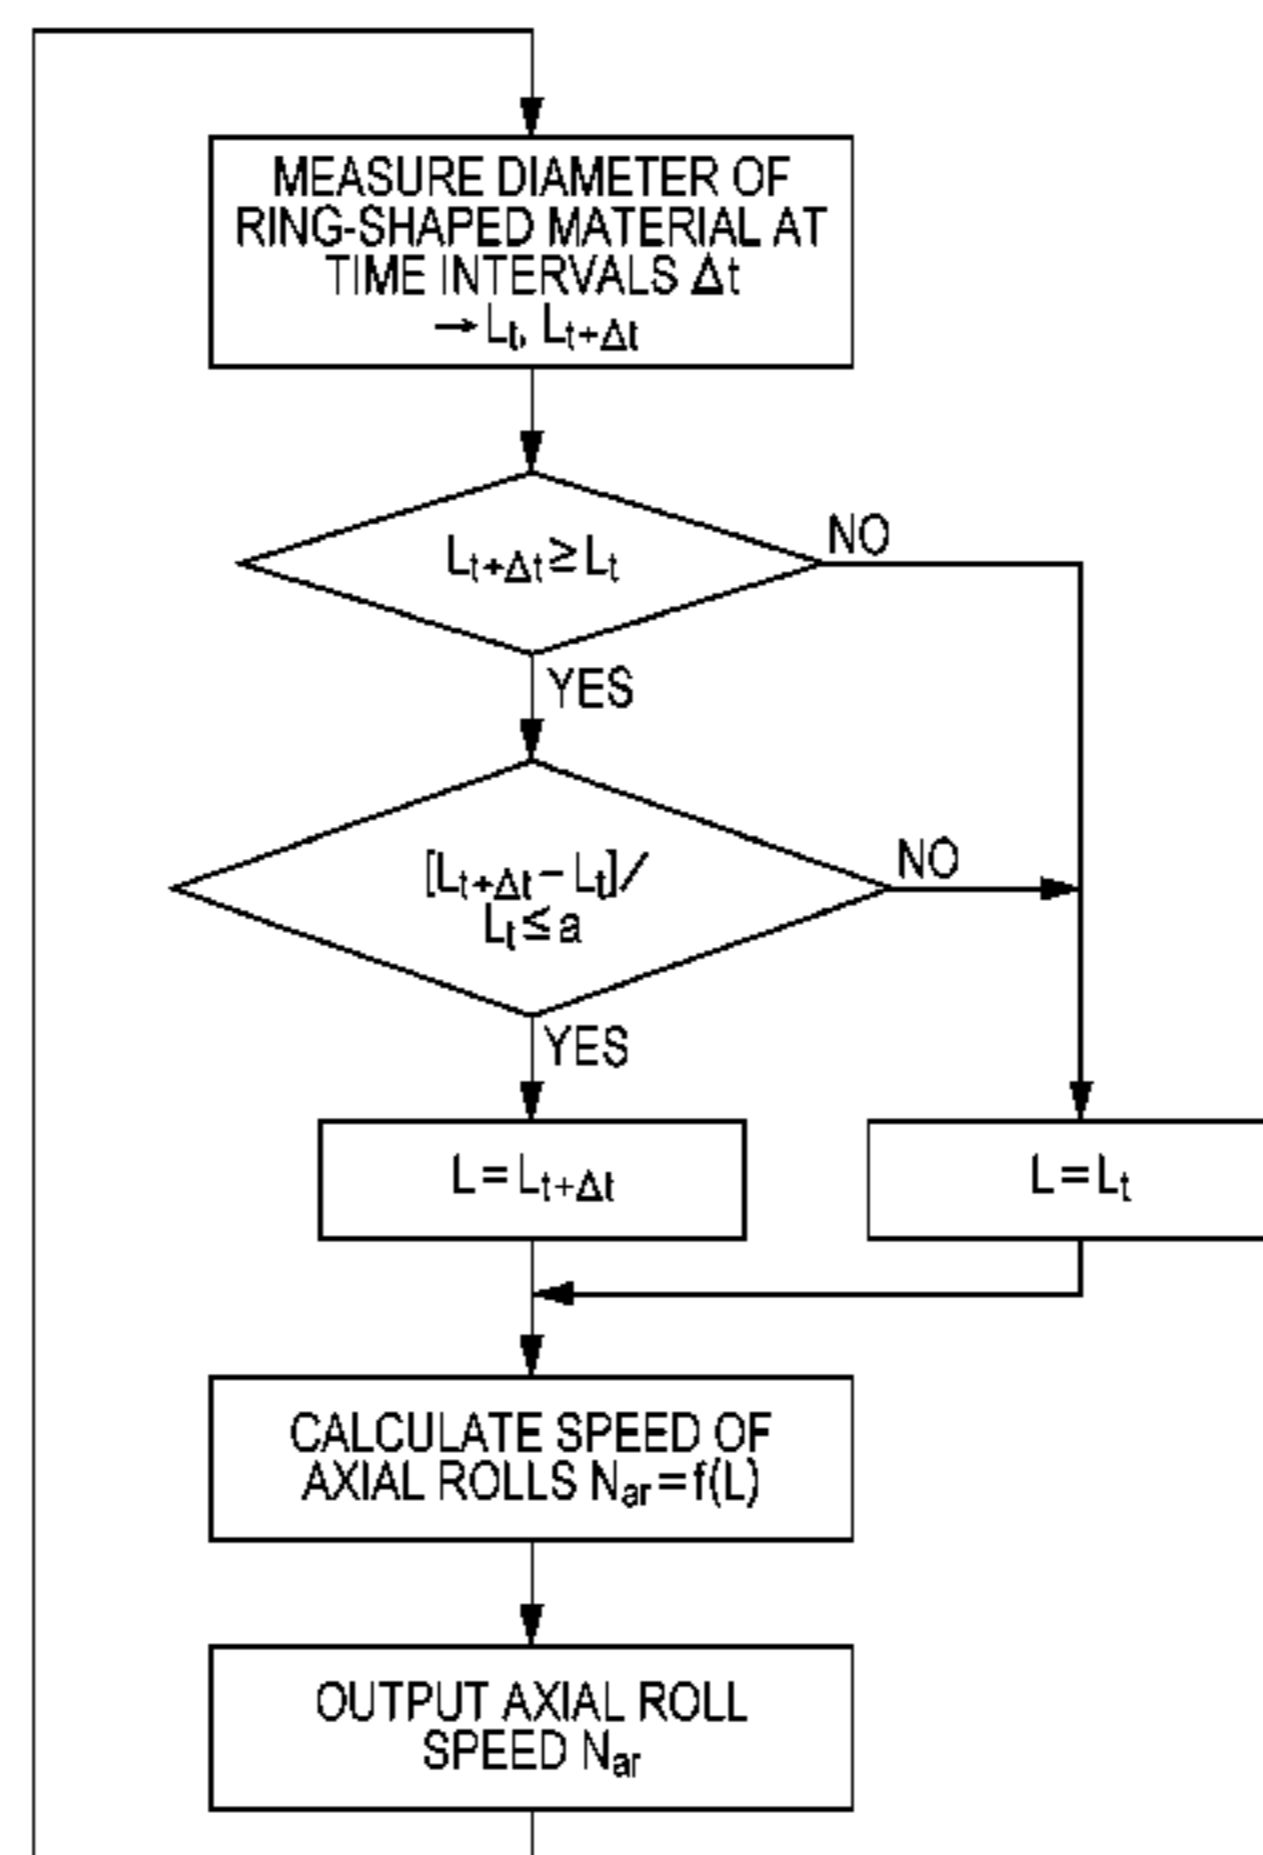 MEASURE DIAMETER OF
RING-SHAPED MATERIAL AT
TIME INTERVALS Δt
→Lt, Lt+Δt
Lt+Δt≥Lt
NO
YES
[Lt+Δt−Lt]/
Lt≤a
NO
YES
L=Lt+Δt
L=Lt
CALCULATE SPEED OF
AXIAL ROLLS Nar=f(L)
OUTPUT AXIAL ROLL
SPEED Nar